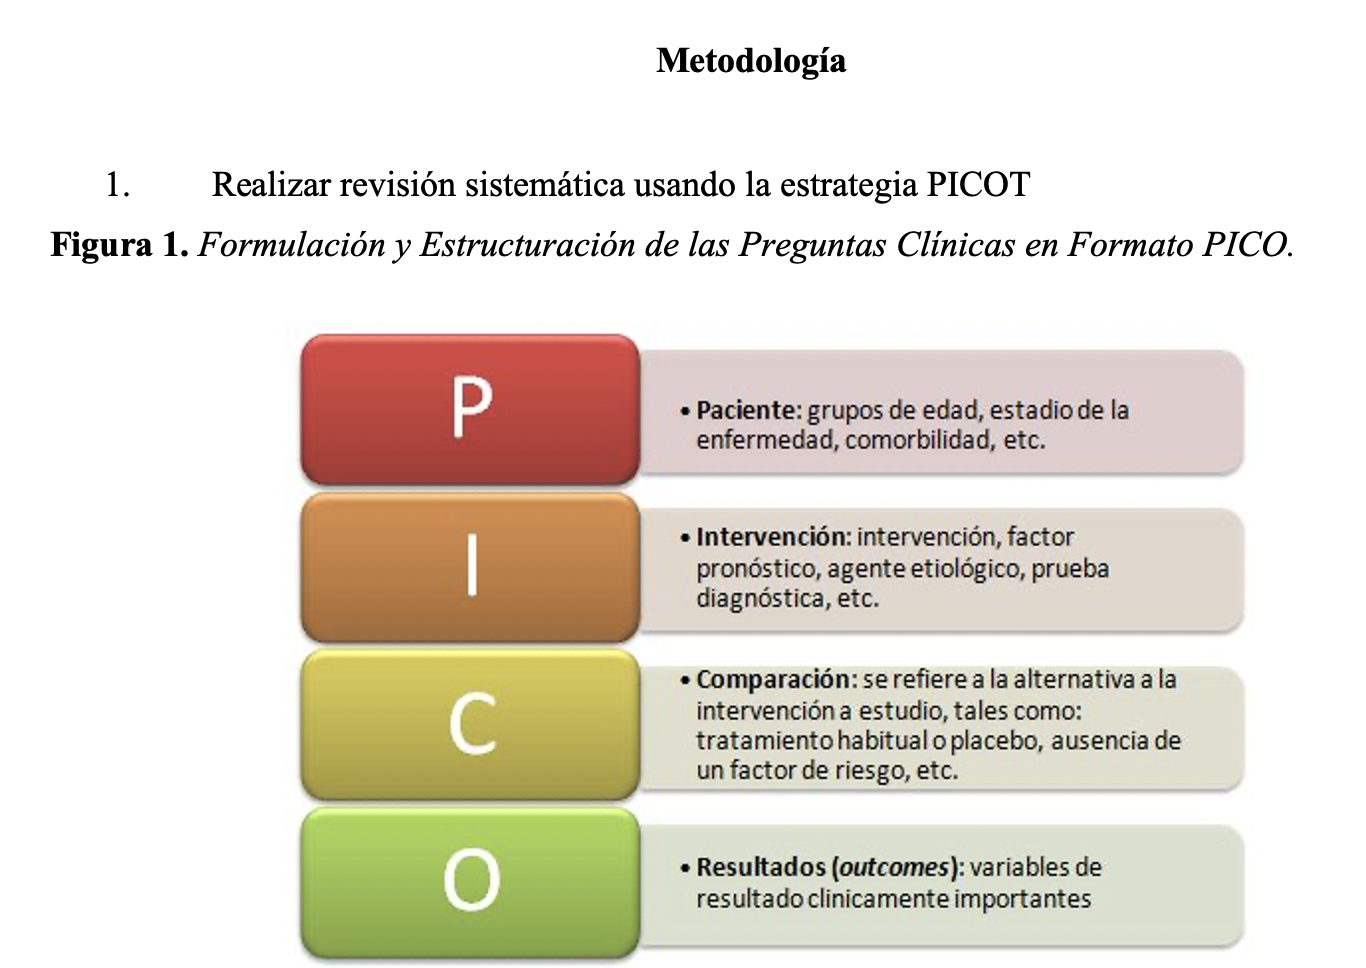 Metodología
1. Realizar revisión sistemática usando la estrategia PICOT
Figura 1. Formulación y Estructuración de las Preguntas Clínicas en Formato PICO.
P
• Paciente: grupos de edad, estadio de la
enfermedad, comorbilidad, etc.
I
• Intervención: intervención, factor
pronóstico, agente etiológico, prueba
diagnóstica, etc.
C
• Comparación: se refiere a la alternativa a la
intervención a estudio, tales como:
tratamiento habitual o placebo, ausencia de
un factor de riesgo, etc.
O
• Resultados (outcomes): variables de
resultado clinicamente importantes